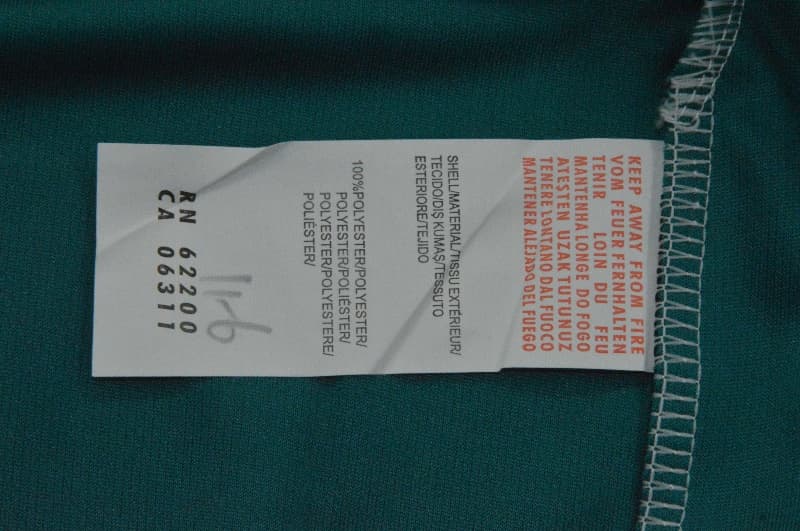 KEEP AWAY FROM FIRE
VOM FEUER FERNHALTEN
TENIR LOIN DU FEU
MANTENHA LONGE DO FOGO
ATEŞTEN UZAK TUTUNUZ
TENERE LONTANO DAL FUOCO
MANTENER ALEJADO DEL FUEGO
SHELL/MATERIAL/TISSU EXTÉRIEUR/
TECIDO/DIŞ KUMAŞ/TESSUTO
ESTERIORE/TEJIDO
100%POLYESTER/POLYESTER/
POLYESTER/POLIÉSTER/
POLYESTER/POLYESTERE/
POLIÉSTER/
RN 62200
CA 06311